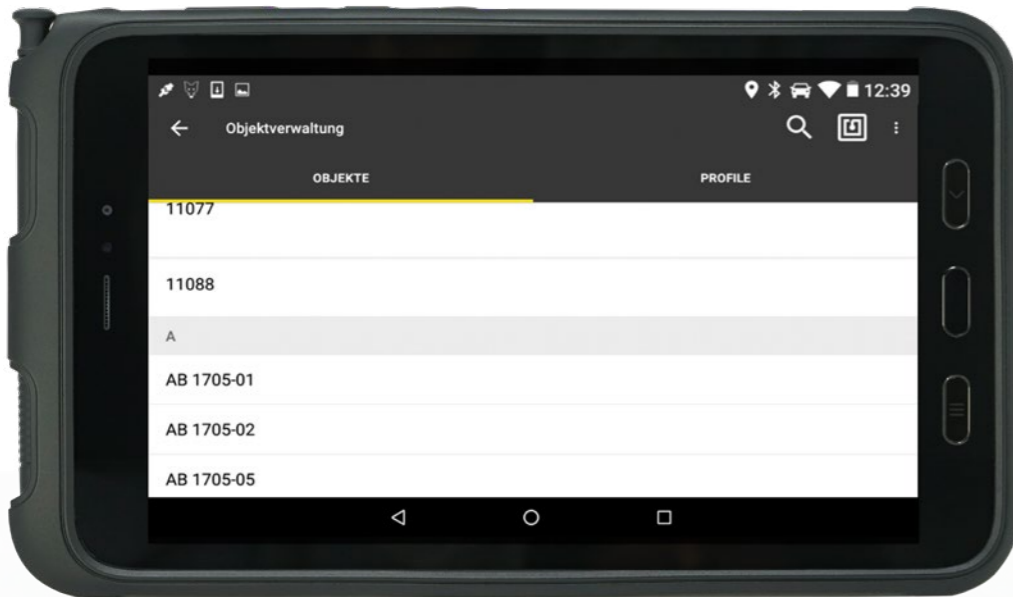 12:39
Objektverwaltung
OBJEKTE PROFILE
11077
11088
A
AB 1705-01
AB 1705-02
AB 1705-05